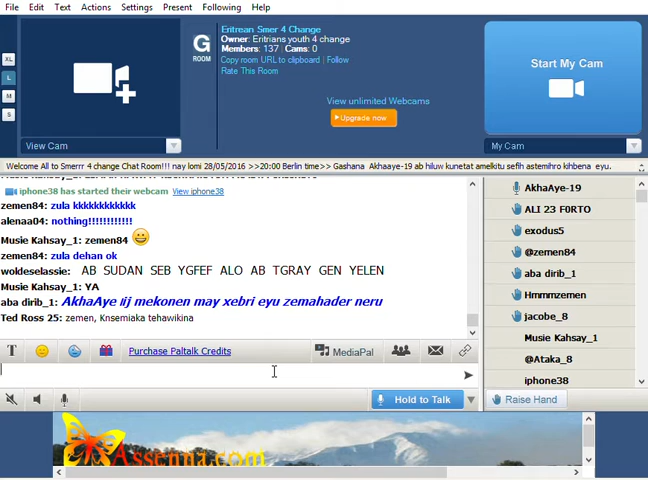 File Edit Text Actions Settings Present Following Help
XL
L
M
S
View Cam
G
ROOM
Eritrean Smer 4 Change
Owner: Eritrians youth 4 change
Members: 137 Cams: 0
Copy room URL to clipboard | Follow
Rate This Room
View unlimited Webcams
Upgrade now
Start My Cam
My Cam
Welcome All to Smerrr 4 change Chat Room!!! nay lomi 28/05/2016 >>20:00 Berlin time>> Gashana Akhaaye-19 ab hiluw kunetat amelkitu sefih astemihro kihbena eyu.
iphone38 has started their webcam View iphone38
zemen84: zula kkkkkkkkkkkk
alenaa04: nothing!!!!!!!!!!!!
Musie Kahsay_1: zemen84
zemen84: zula dehan ok
woldeselassie: AB SUDAN SEB YGFEF ALO AB TGRAY GEN YELEN
Musie Kahsay_1: YA
aba dirib_1: AkhaAye lij mekonen may xebri eyu zemahader neru
Ted Ross 25: zemen, Knsemiaka tehawikina
AkhaAye-19
ALI 23 F0RTO
exodus5
@zemen84
aba dirib_1
Hmmmzemen
jacobe_8
Musie Kahsay_1
@Ataka_8
iphone38
T
Purchase Paltalk Credits
MediaPal
Hold to Talk
Raise Hand
Assenna.com